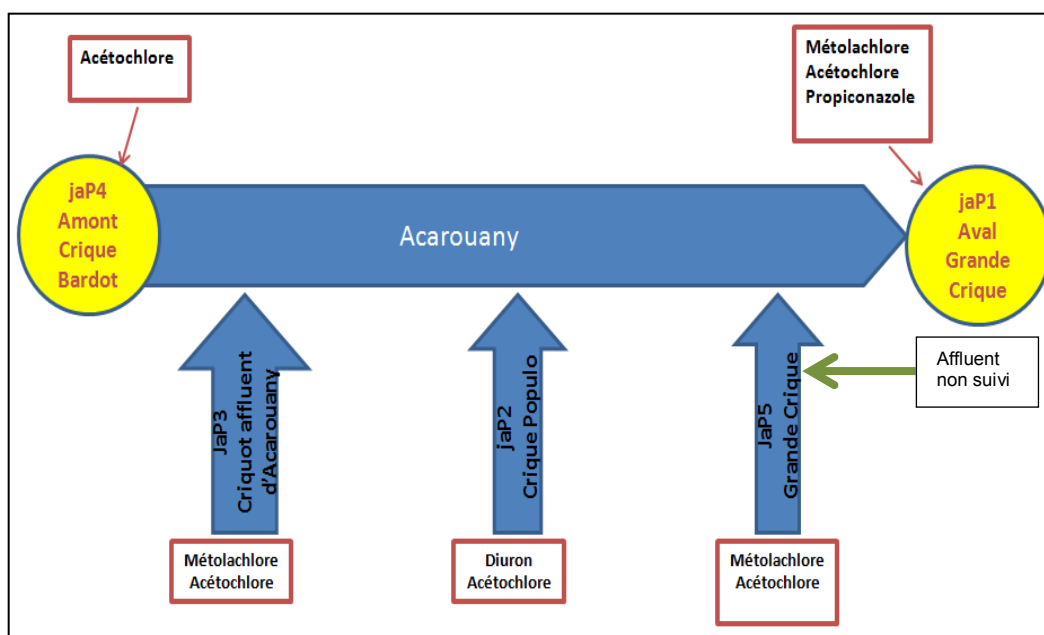 Acétochlore
Métolachlore
Acétochlore
Propiconazole
jaP4
Amont
Crique
Bardot
Acarouany
jaP1
Aval
Grande
Crique
JaP3
Criquot affluent
d'Acarouany
jaP2
Crique Populo
JaP5
Grande Crique
Affluent
non suivi
Métolachlore
Acétochlore
Diuron
Acétochlore
Métolachlore
Acétochlore